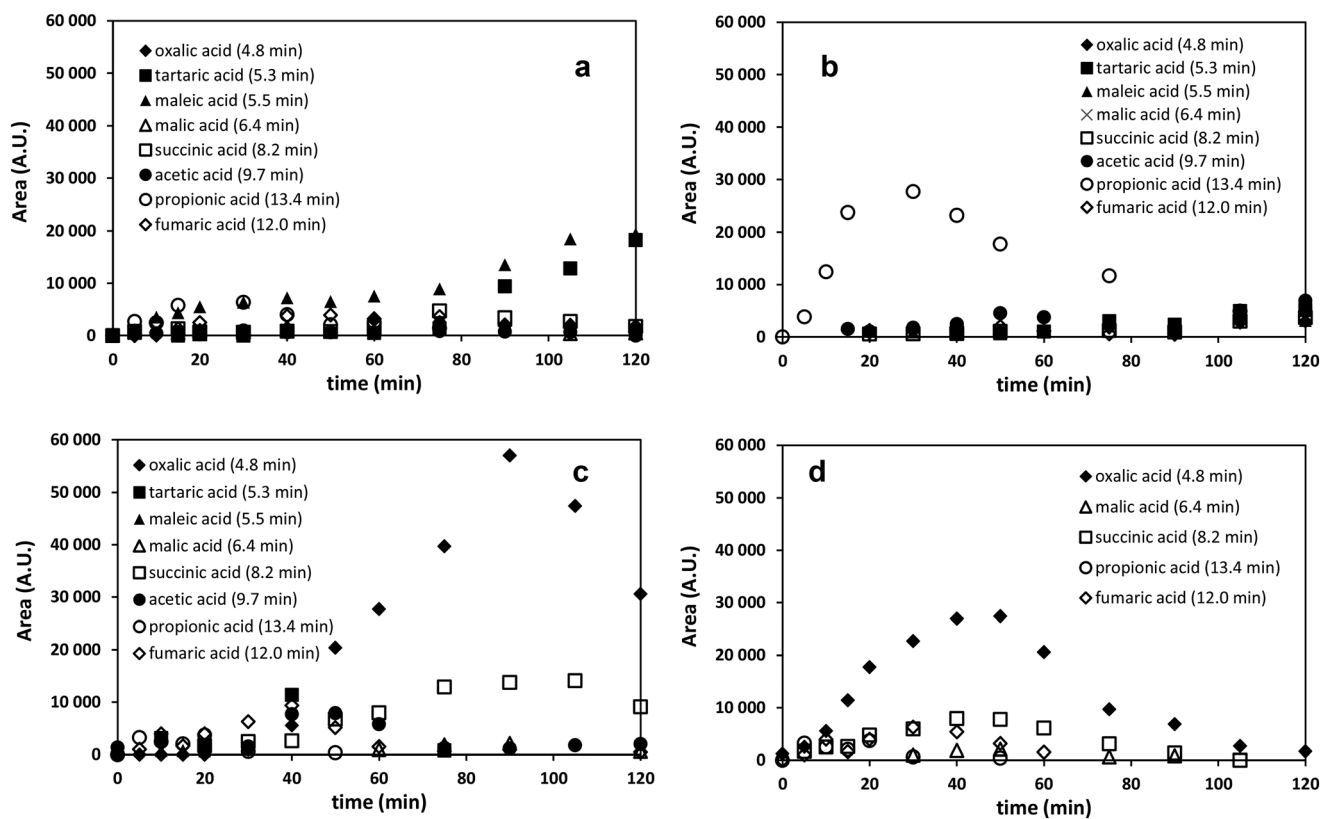 60 000
50 000
40 000
30 000
20 000
10 000
0
Area (A.U.)
0 20 40 60 80 100 120
time (min)
a
oxalic acid (4.8 min)
tartaric acid (5.3 min)
maleic acid (5.5 min)
malic acid (6.4 min)
succinic acid (8.2 min)
acetic acid (9.7 min)
propionic acid (13.4 min)
fumaric acid (12.0 min)
60 000
50 000
40 000
30 000
20 000
10 000
0
Area (A.U.)
0 20 40 60 80 100 120
time (min)
b
oxalic acid (4.8 min)
tartaric acid (5.3 min)
maleic acid (5.5 min)
malic acid (6.4 min)
succinic acid (8.2 min)
acetic acid (9.7 min)
propionic acid (13.4 min)
fumaric acid (12.0 min)
60 000
50 000
40 000
30 000
20 000
10 000
0
Area (A.U.)
0 20 40 60 80 100 120
time (min)
c
oxalic acid (4.8 min)
tartaric acid (5.3 min)
maleic acid (5.5 min)
malic acid (6.4 min)
succinic acid (8.2 min)
acetic acid (9.7 min)
propionic acid (13.4 min)
fumaric acid (12.0 min)
60 000
50 000
40 000
30 000
20 000
10 000
0
Area (A.U.)
0 20 40 60 80 100 120
time (min)
d
oxalic acid (4.8 min)
malic acid (6.4 min)
succinic acid (8.2 min)
propionic acid (13.4 min)
fumaric acid (12.0 min)